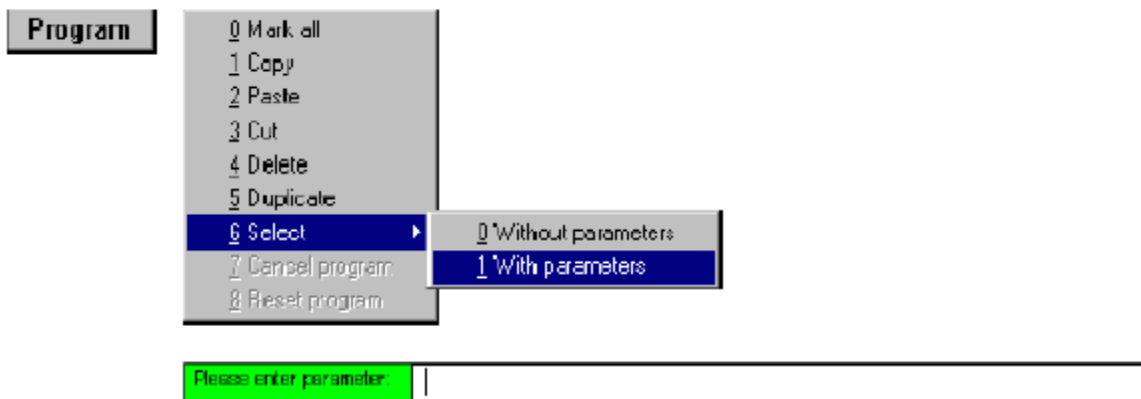 Program
0 Mark all
1 Copy
2 Paste
3 Cut
4 Delete
5 Duplicate
6 Select
0 Without parameters
1 With parameters
7 Cancel program
8 Reset program
Please enter parameter: